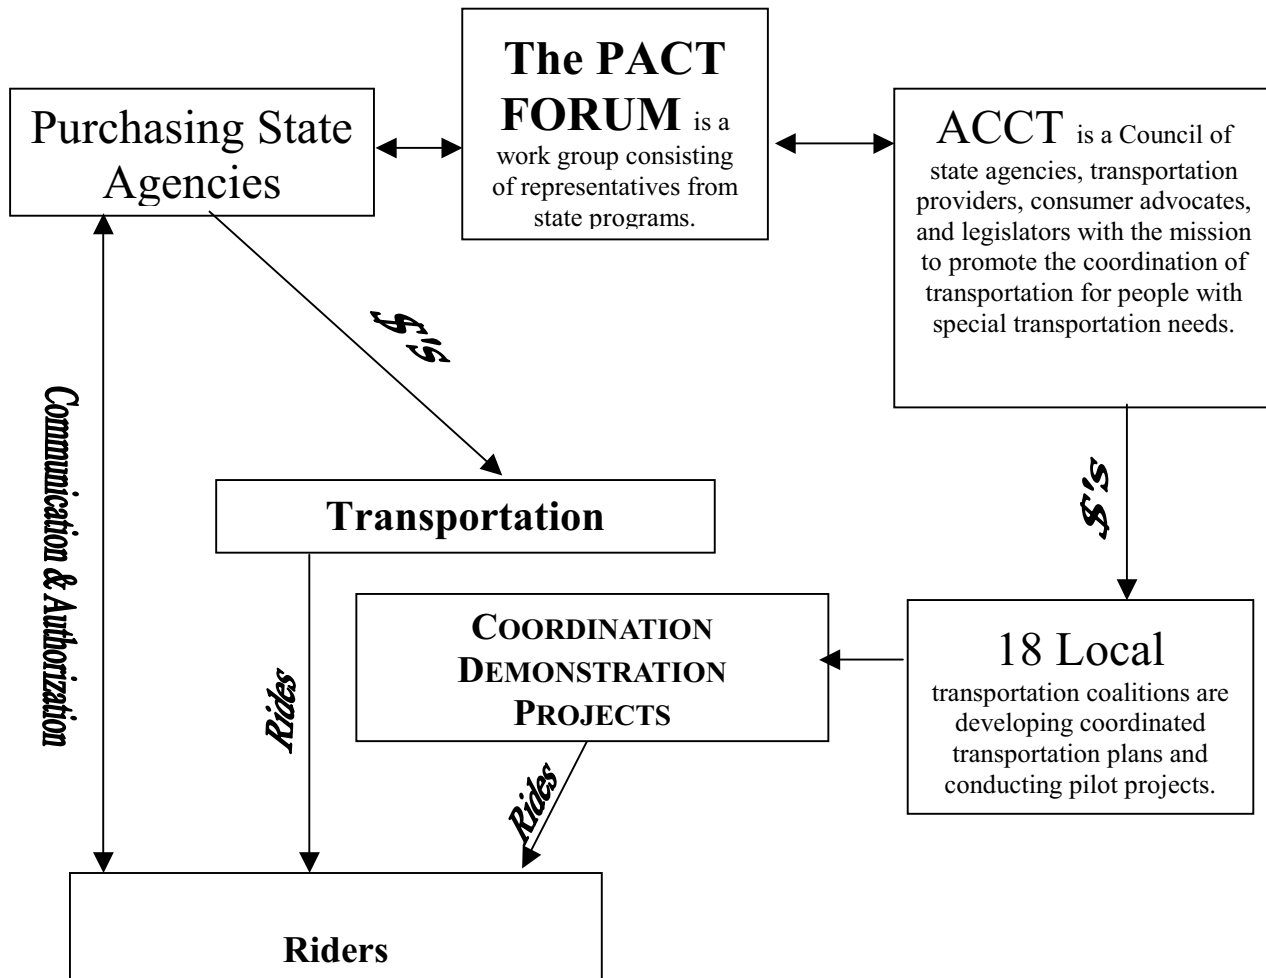 The PACT
FORUM is a
work group consisting
of representatives from
state programs.
Purchasing State
Agencies
ACCT is a Council of
state agencies, transportation
providers, consumer advocates,
and legislators with the mission
to promote the coordination of
transportation for people with
special transportation needs.
$'s
$'s
Communication & Authorization
Transportation
COORDINATION
DEMONSTRATION
PROJECTS
18 Local
transportation coalitions are
developing coordinated
transportation plans and
conducting pilot projects.
Rides
Rides
Riders